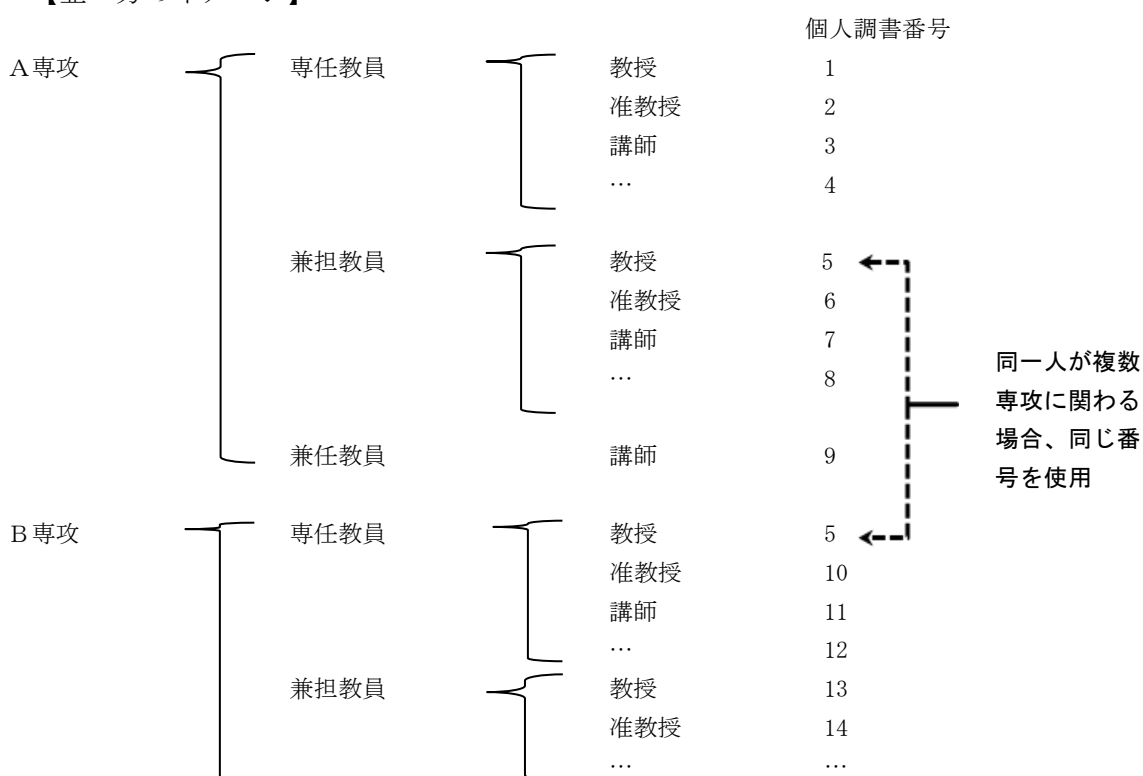 個人調書番号
A専攻 専任教員 教授 1
准教授 2
講師 3
… 4
兼担教員 教授 5
准教授 6
講師 7
… 8
兼任教員 講師 9
同一人が複数
専攻に関わる
場合、同じ番
号を使用
B専攻 専任教員 教授 5
准教授 10
講師 11
… 12
兼担教員 教授 13
准教授 14
… …